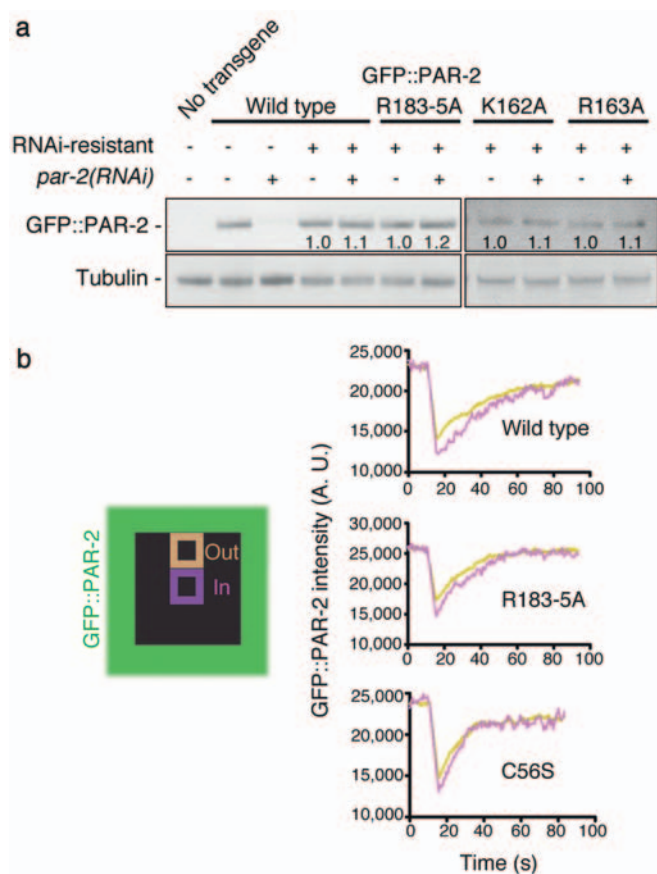 a
No transgene
GFP::PAR-2
Wild type R183-5A K162A R163A
RNAi-resistant - - - + + + + + + + +
par-2(RNAi) - - + - + - + - + - +
GFP::PAR-2 -
1.0 1.1 1.0 1.2 1.0 1.1 1.0 1.1
Tubulin -
b
GFP::PAR-2
Out
In
GFP::PAR-2 intensity (A. U.)
25,000
20,000
15,000
10,000
0 20 40 60 80 100
Wild type
30,000
25,000
20,000
15,000
10,000
0 20 40 60 80 100
R183-5A
25,000
20,000
15,000
10,000
0 20 40 60 80 100
C56S
Time (s)